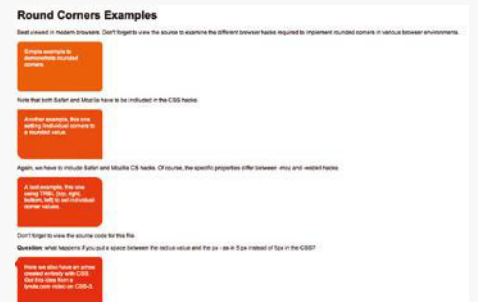 Round Corners Examples
Best viewed in modern browsers. Don't forget to view the source to examine the different browser hacks required to implement rounded corners in various browser environments.
Simple example to
demonstrate rounded
corners.
Note that both Safari and Mozilla have to be included in the CSS hacks.
Another example, this one
setting individual corners to
a rounded value.
Again, we have to include Safari and Mozilla CS hacks. Of course, the specific properties differ between -moz and -webkit hacks.
A last example, this one
using TRBL (top, right,
bottom, left) to set individual
corner values.
Don't forget to view the source code for this file.
Question: what happens if you put a space between the radius value and the px - as in 5 px instead of 5px in the CSS?
Here we also have an arrow
created entirely with CSS.
Got this idea from a
lynda.com video on CSS-3.